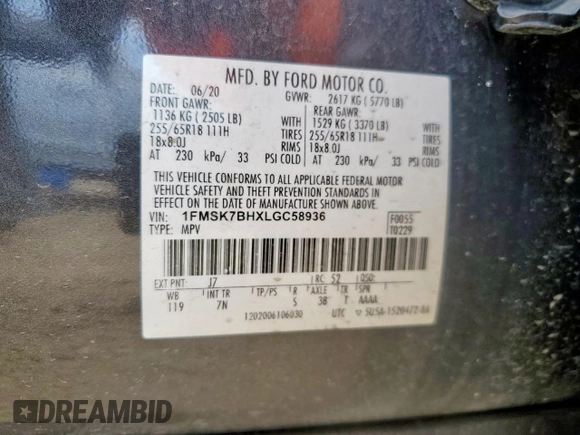 MFD. BY FORD MOTOR CO.
DATE: 06/20 GVWR: 2617 KG ( 5770 LB)
FRONT GAWR: REAR GAWR:
1136 KG ( 2505 LB) WITH 1529 KG ( 3370 LB) WITH
255/65R18 111H TIRES 255/65R18 111H TIRES
18x8.0J RIMS 18x8.0J RIMS
AT 230 kPa/ 33 PSI COLD AT 230 kPa/ 33 PSI COLD
THIS VEHICLE CONFORMS TO ALL APPLICABLE FEDERAL MOTOR
VEHICLE SAFETY AND THEFT PREVENTION STANDARDS IN
EFFECT ON THE DATE OF MANUFACTURE SHOWN ABOVE.
VIN: 1FMSK7BHXLGC58936 F0055
TYPE: MPV T0229
EXT PNT: J7 RC: 52 DSO:
WB INT TR TP/PS R AXLE TR SPR
119 7N S 38 T AAAA
1202006106030 UTC
DREAMBID